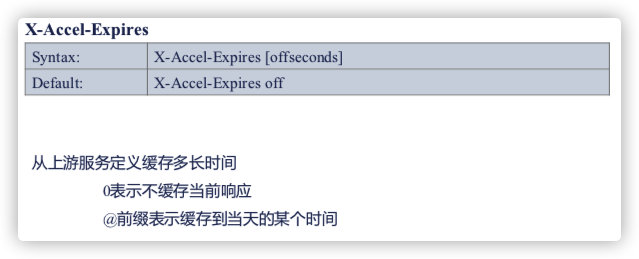 X-Accel-Expires
Syntax: X-Accel-Expires [offseconds]
Default: X-Accel-Expires off
从上游服务定义缓存多长时间
0表示不缓存当前响应
@前缀表示缓存到当天的某个时间